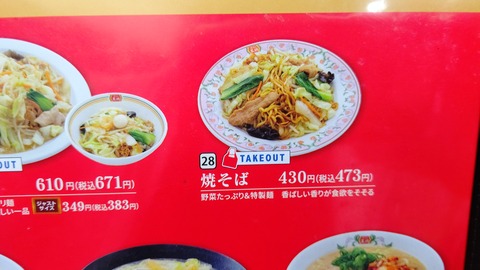 OUT
610円(税込671円)
リ麺
しい一品
ジャストサイズ 349円(税込383円)
28 TAKEOUT
焼そば 430円(税込473円)
野菜たっぷり&特製麺 香ばしい香りが食欲をそそる